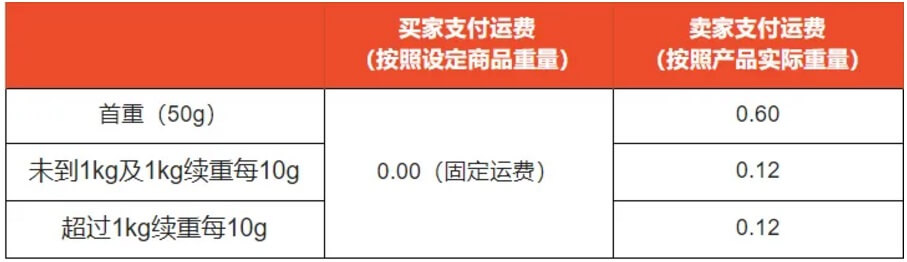 买家支付运费
（按照设定商品重量）
卖家支付运费
（按照产品实际重量）
首重（50g）
0.60
未到1kg及1kg续重每10g
0.00（固定运费）
0.12
超过1kg续重每10g
0.12